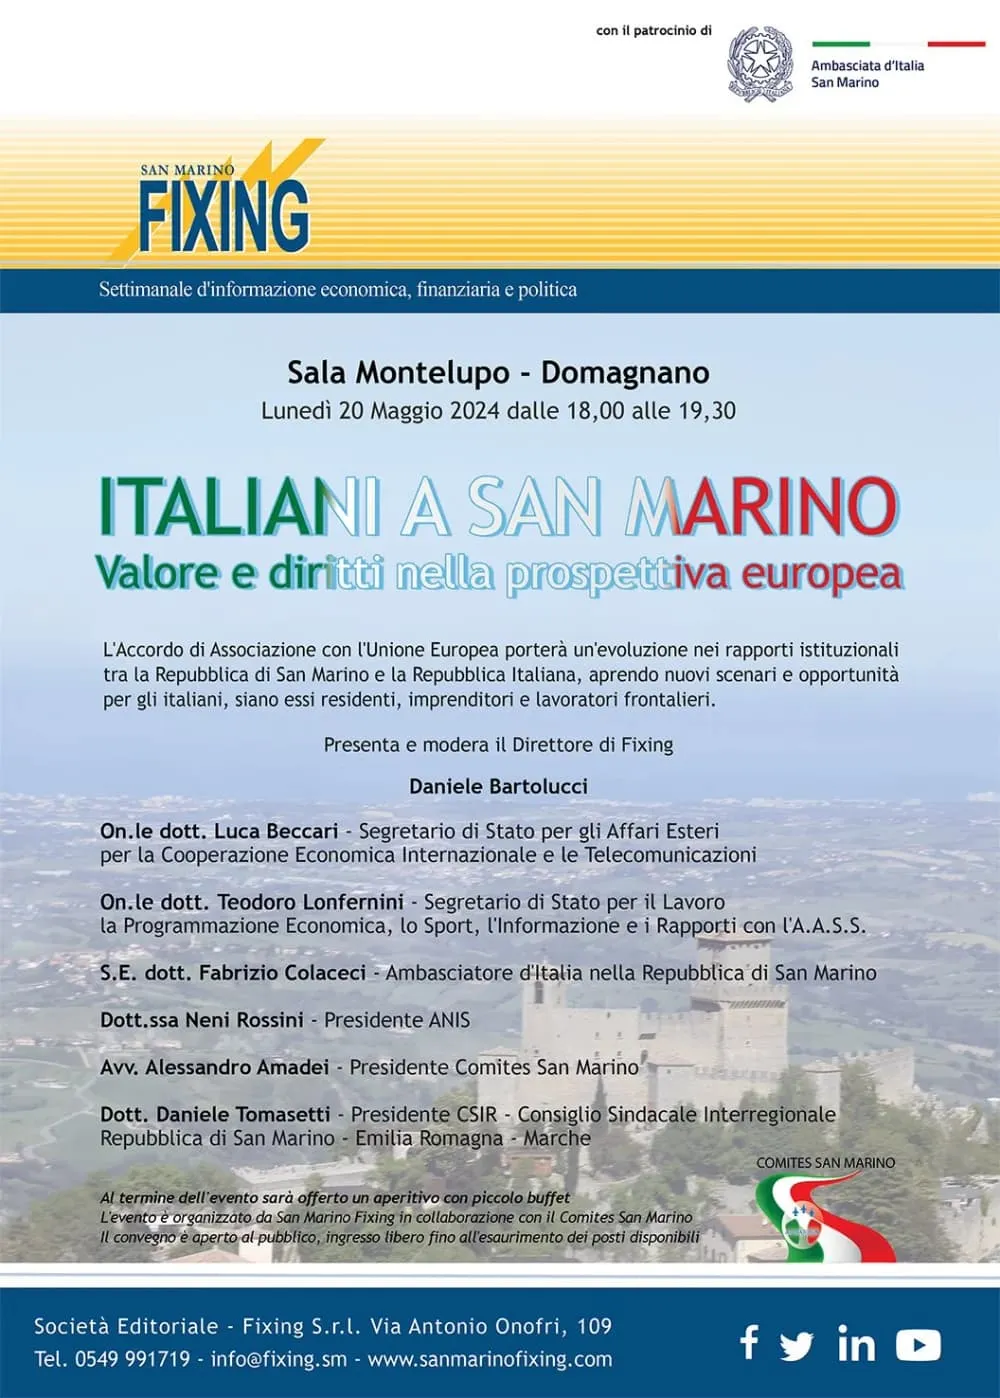 con il patrocinio di
Ambasciata d'Italia
San Marino
SAN MARINO
FIXING
Settimanale d'informazione economica, finanziaria e politica
Sala Montelupo - Domagnano
Lunedì 20 Maggio 2024 dalle 18,00 alle 19,30
ITALIANI A SAN MARINO
Valore e diritti nella prospettiva europea
L'Accordo di Associazione con l'Unione Europea porterà un'evoluzione nei rapporti istituzionali
tra la Repubblica di San Marino e la Repubblica Italiana, aprendo nuovi scenari e opportunità
per gli italiani, siano essi residenti, imprenditori e lavoratori frontalieri.
Presenta e modera il Direttore di Fixing
Daniele Bartolucci
On.le dott. Luca Beccari - Segretario di Stato per gli Affari Esteri
per la Cooperazione Economica Internazionale e le Telecomunicazioni
On.le dott. Teodoro Lonfernini - Segretario di Stato per il Lavoro
la Programmazione Economica, lo Sport, l'Informazione e i Rapporti con l'A.A.S.S.
S.E. dott. Fabrizio Colaceci - Ambasciatore d'Italia nella Repubblica di San Marino
Dott.ssa Neni Rossini - Presidente ANIS
Avv. Alessandro Amadei - Presidente Comites San Marino
Dott. Daniele Tomasetti - Presidente CSIR - Consiglio Sindacale Interregionale
Repubblica di San Marino - Emilia Romagna - Marche
COMITES SAN MARINO
Al termine dell'evento sarà offerto un aperitivo con piccolo buffet
L'evento è organizzato da San Marino Fixing in collaborazione con il Comites San Marino
Il convegno è aperto al pubblico, ingresso libero fino all'esaurimento dei posti disponibili
Società Editoriale - Fixing S.r.l. Via Antonio Onofri, 109
Tel. 0549 991719 - info@fixing.sm - www.sanmarinofixing.com